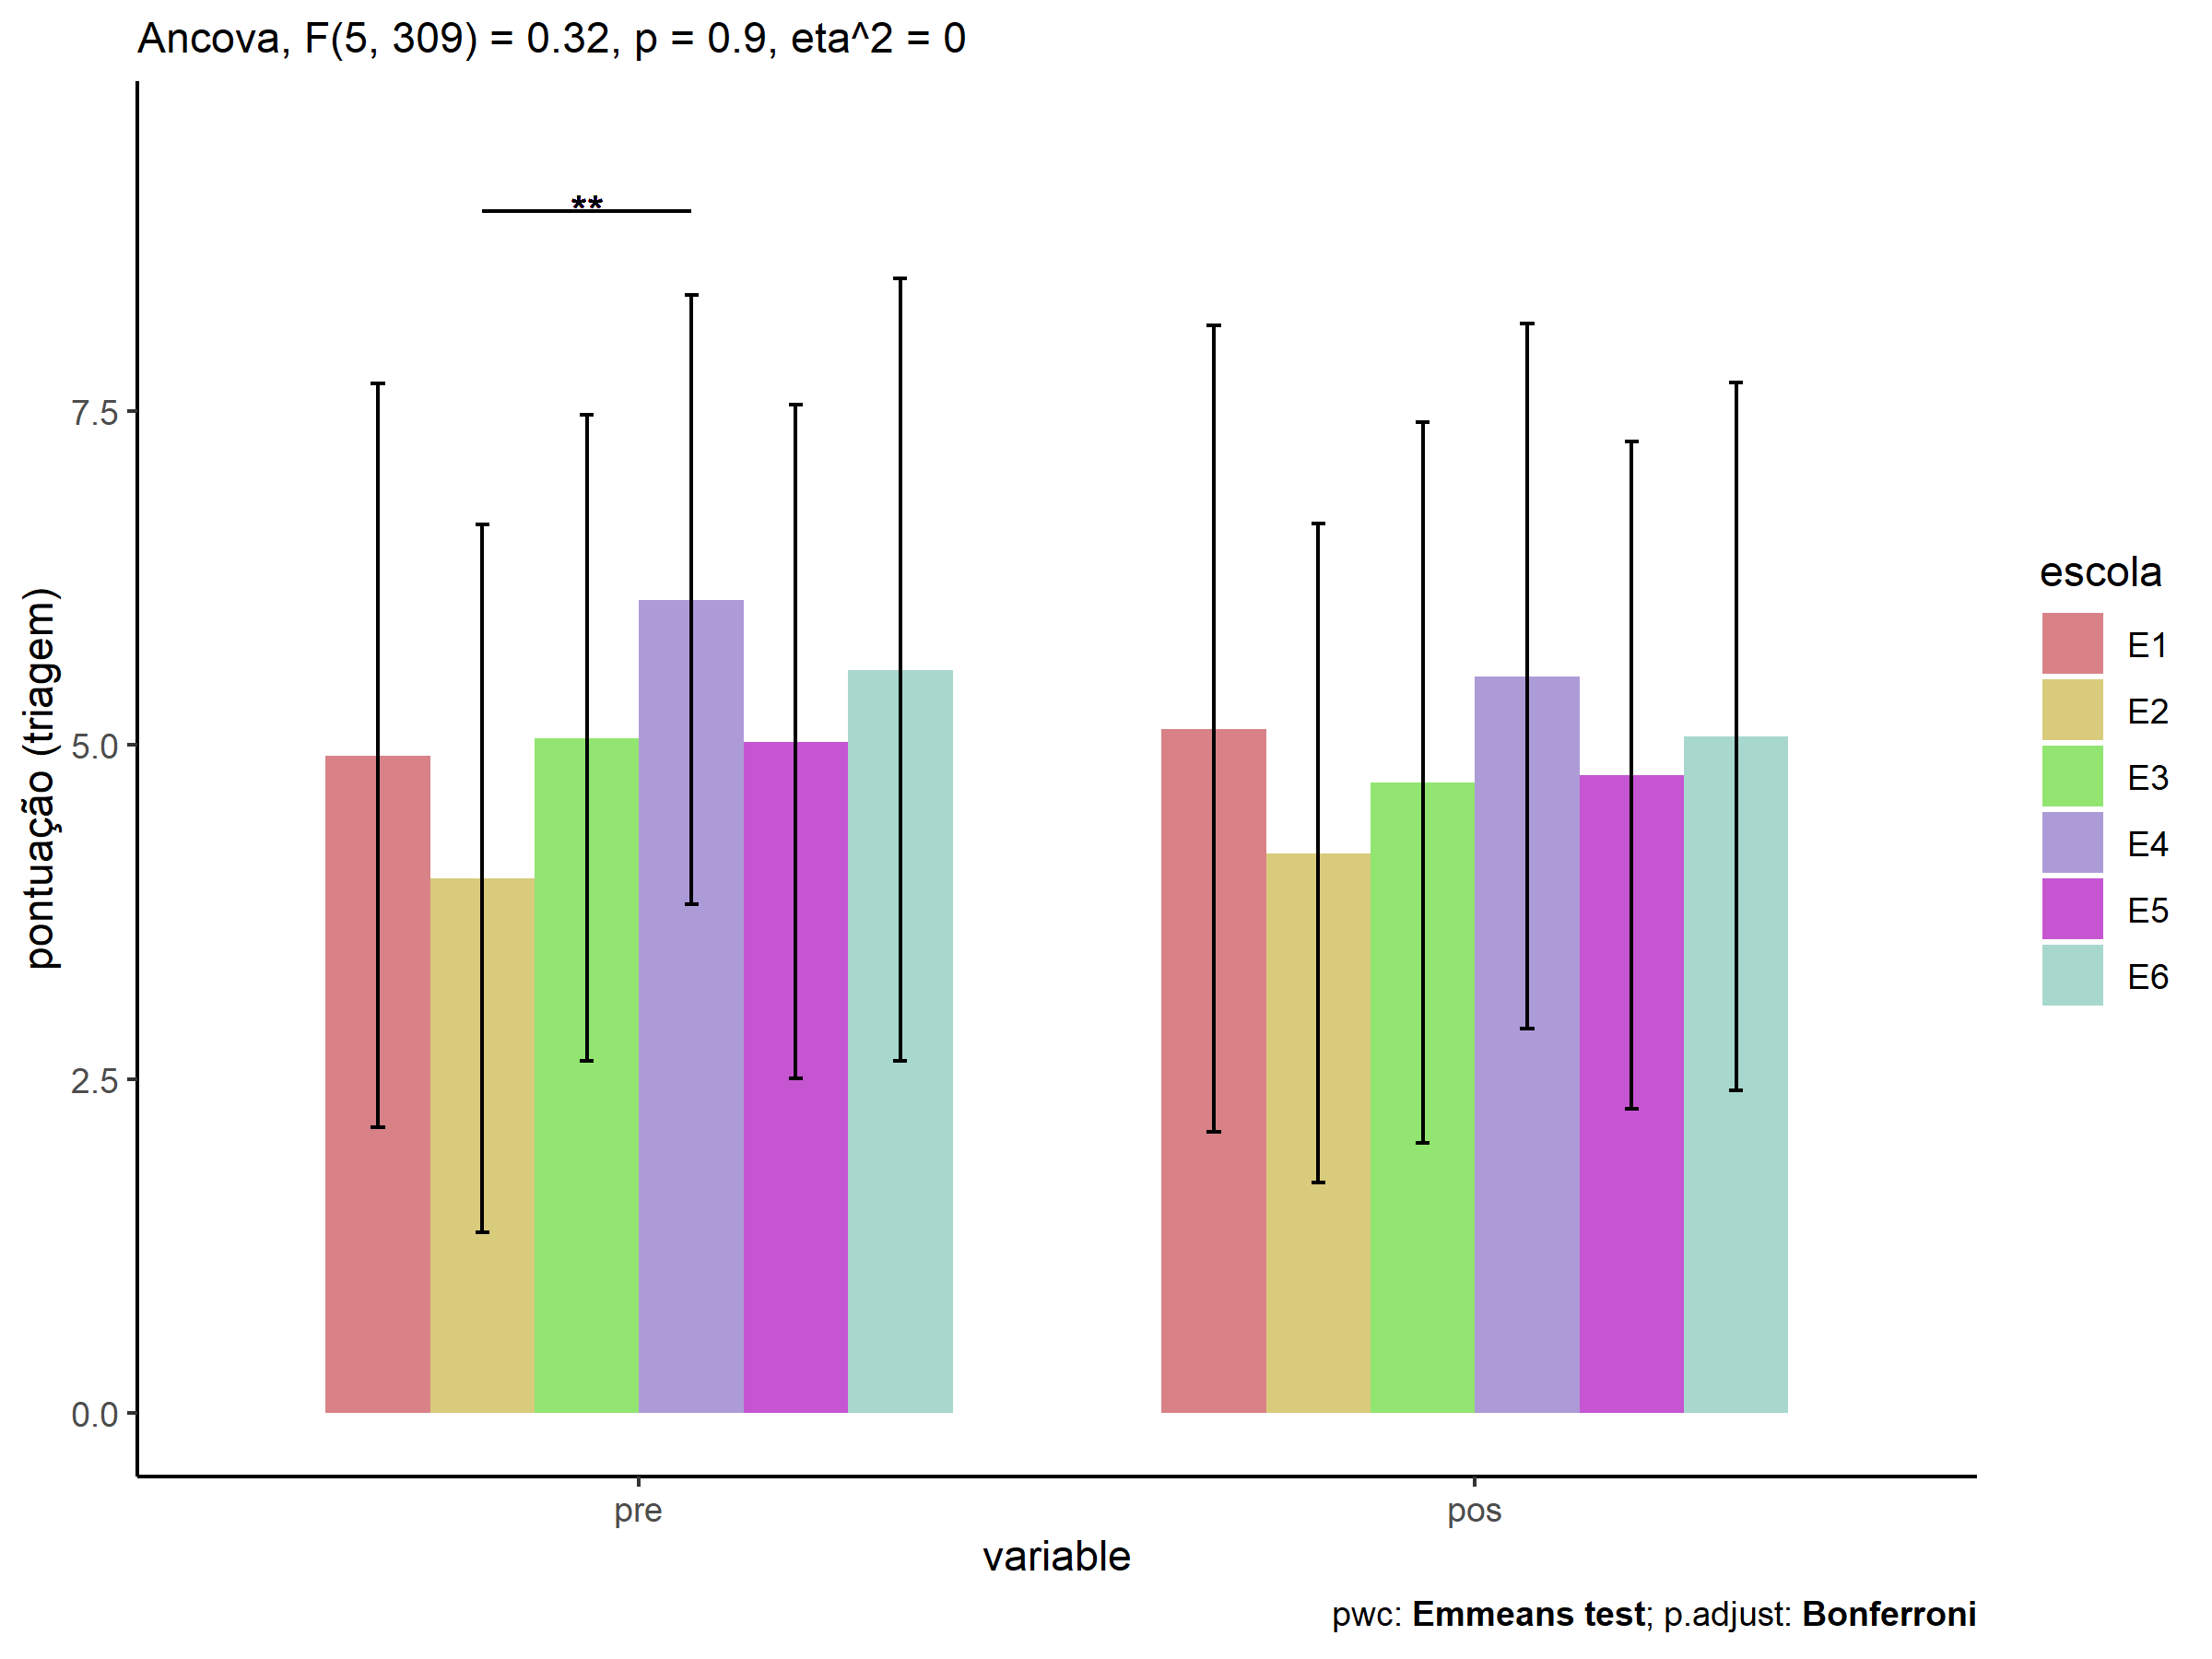 Ancova, F(5, 309) = 0.32, p = 0.9, eta^2 = 0
**
pontuação (triagem)
7.5
5.0
2.5
0.0
pre
pos
variable
escola
E1
E2
E3
E4
E5
E6
pwc: Emmeans test; p.adjust: Bonferroni